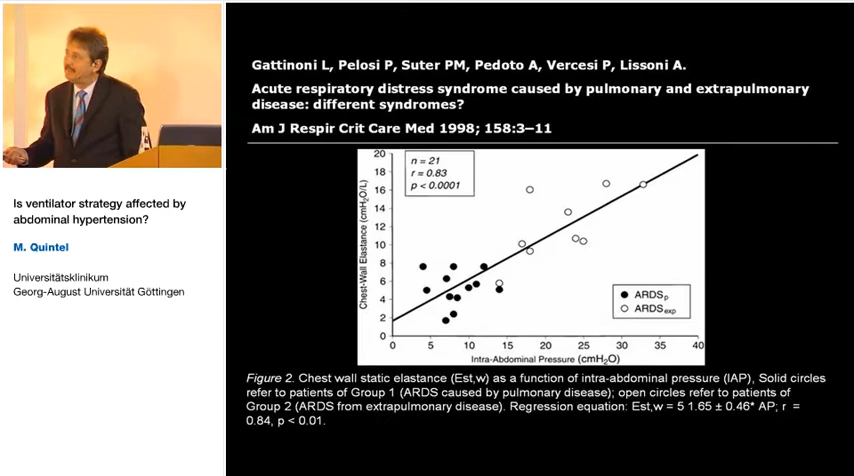 Gattinoni L, Pelosi P, Suter PM, Pedoto A, Vercesi P, Lissoni A.
Acute respiratory distress syndrome caused by pulmonary and extrapulmonary
disease: different syndromes?
Am J Respir Crit Care Med 1998; 158:3–11
Is ventilator strategy affected by
abdominal hypertension?
M. Quintel
Universitätsklinikum
Georg-August Universität Göttingen
n = 21
r = 0.83
p < 0.0001
Chest-Wall Elastance (cmH₂O/L)
20
18
16
14
12
10
8
6
4
2
0
0 5 10 15 20 25 30 35 40
Intra-Abdominal Pressure (cmH₂O)
ARDSp
ARDSexp
Figure 2. Chest wall static elastance (Est,w) as a function of intra-abdominal pressure (IAP), Solid circles
refer to patients of Group 1 (ARDS caused by pulmonary disease); open circles refer to patients of
Group 2 (ARDS from extrapulmonary disease). Regression equation: Est,w = 5 1.65 ± 0.46* AP; r =
0.84, p < 0.01.